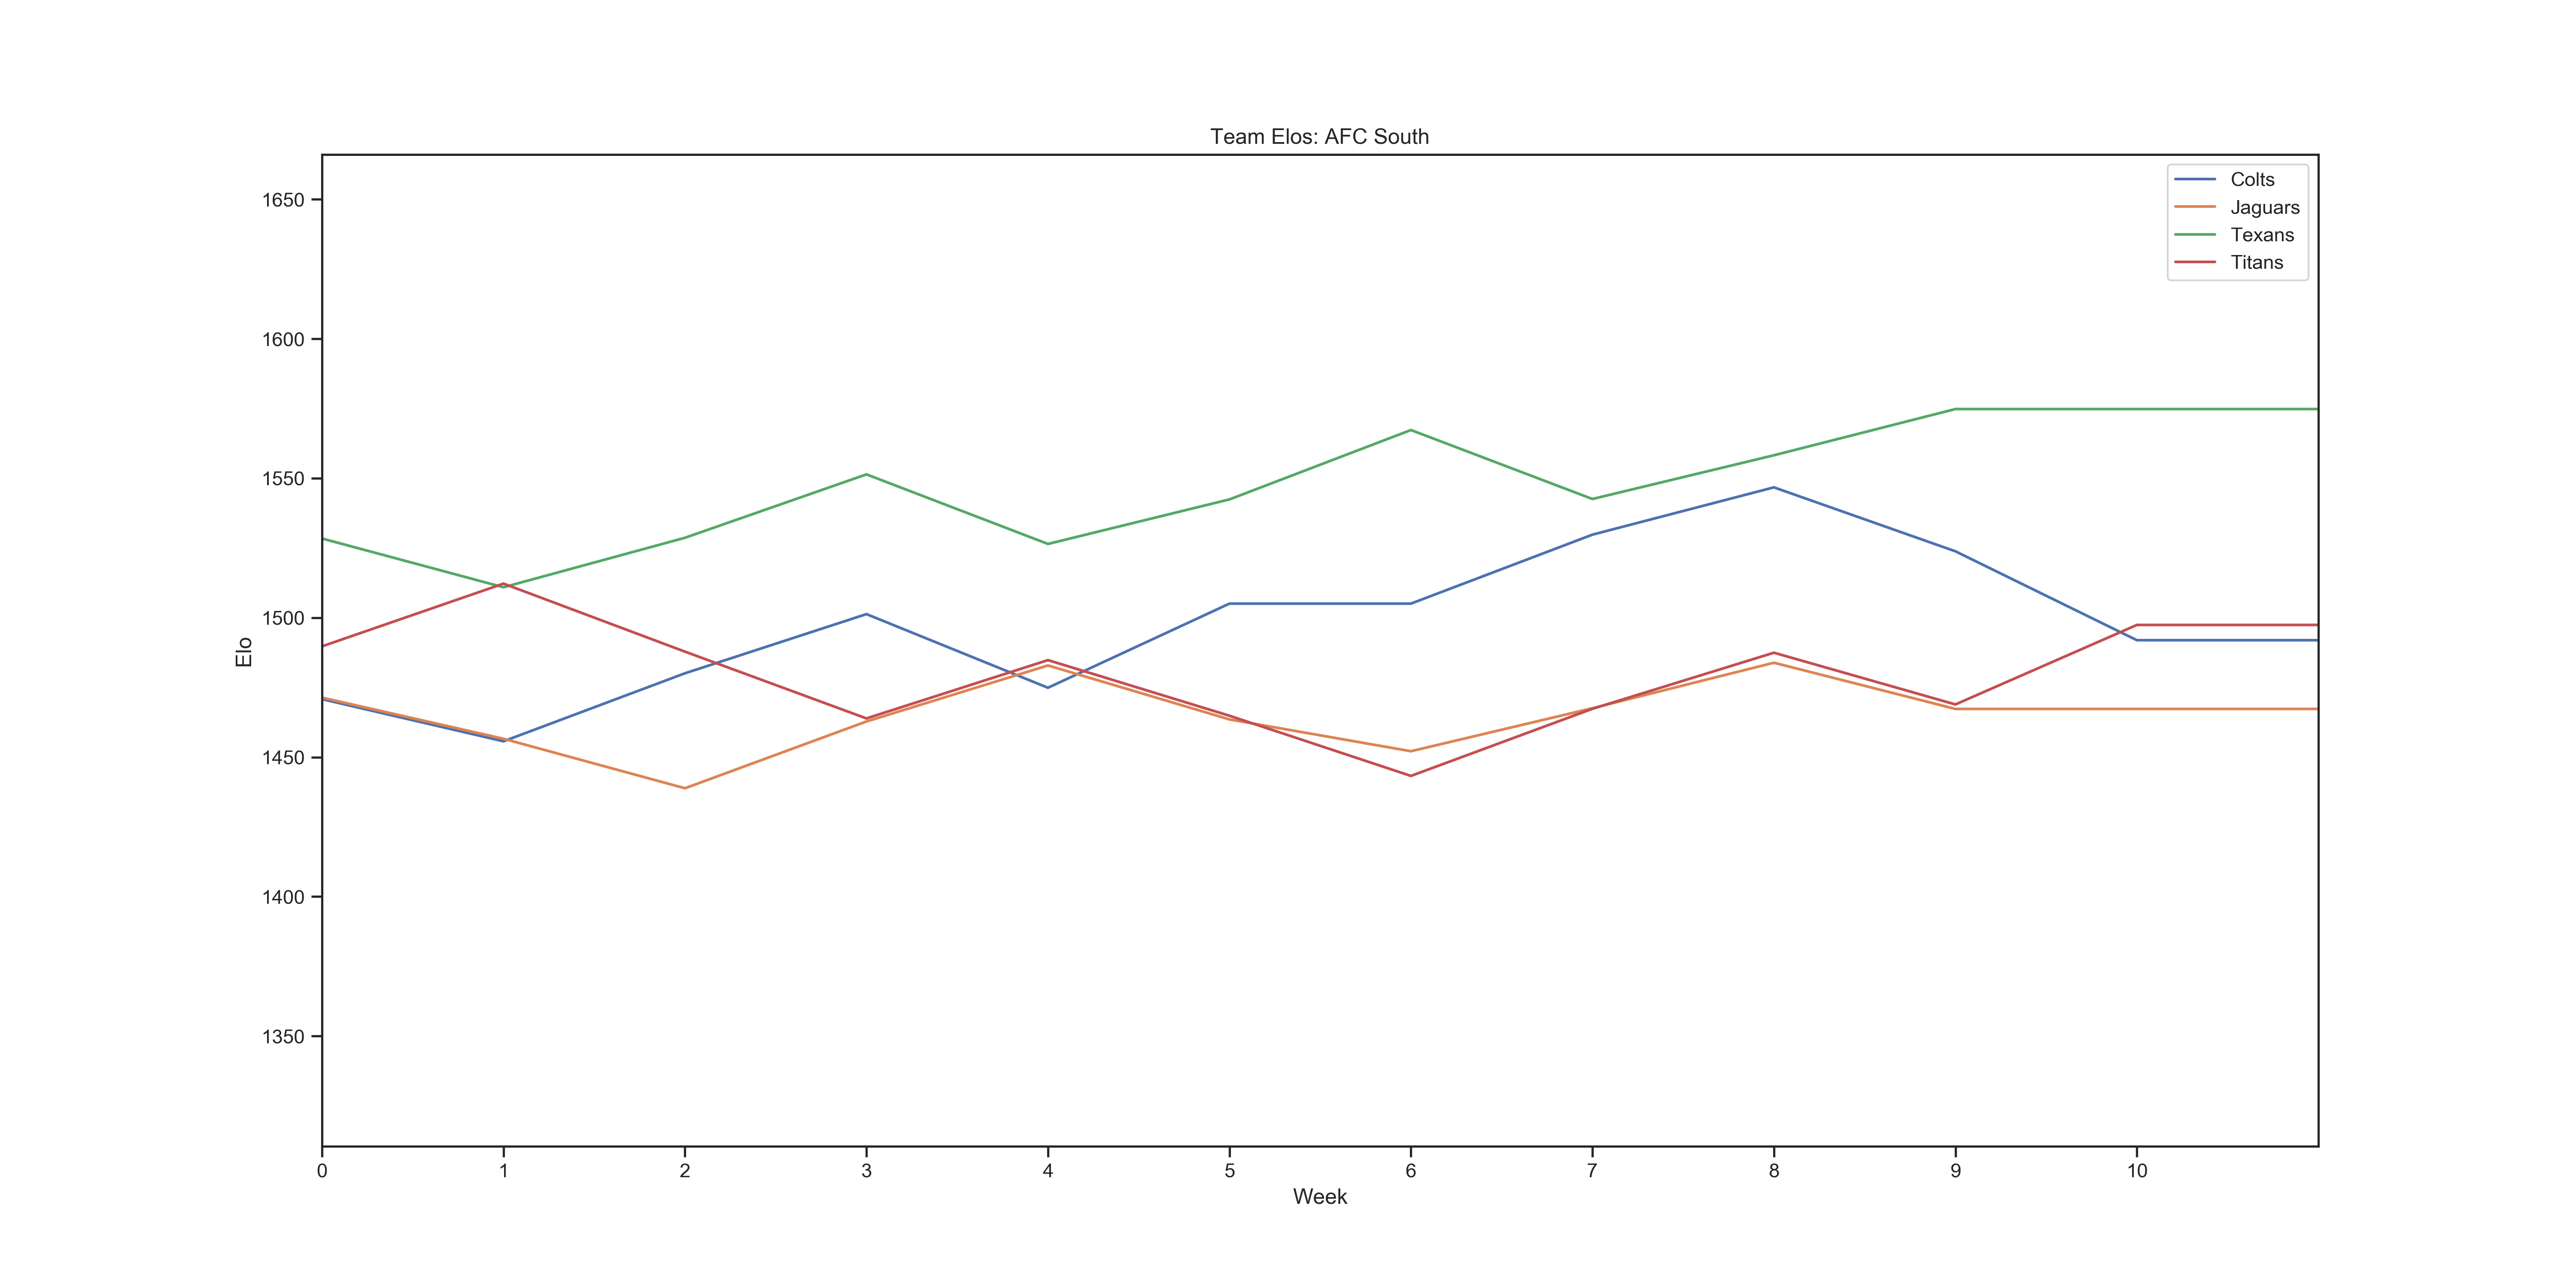 Team Elos: AFC South
Colts
Jaguars
Texans
Titans
1650
1600
1550
1500
1450
1400
1350
Elo
0 1 2 3 4 5 6 7 8 9 10
Week